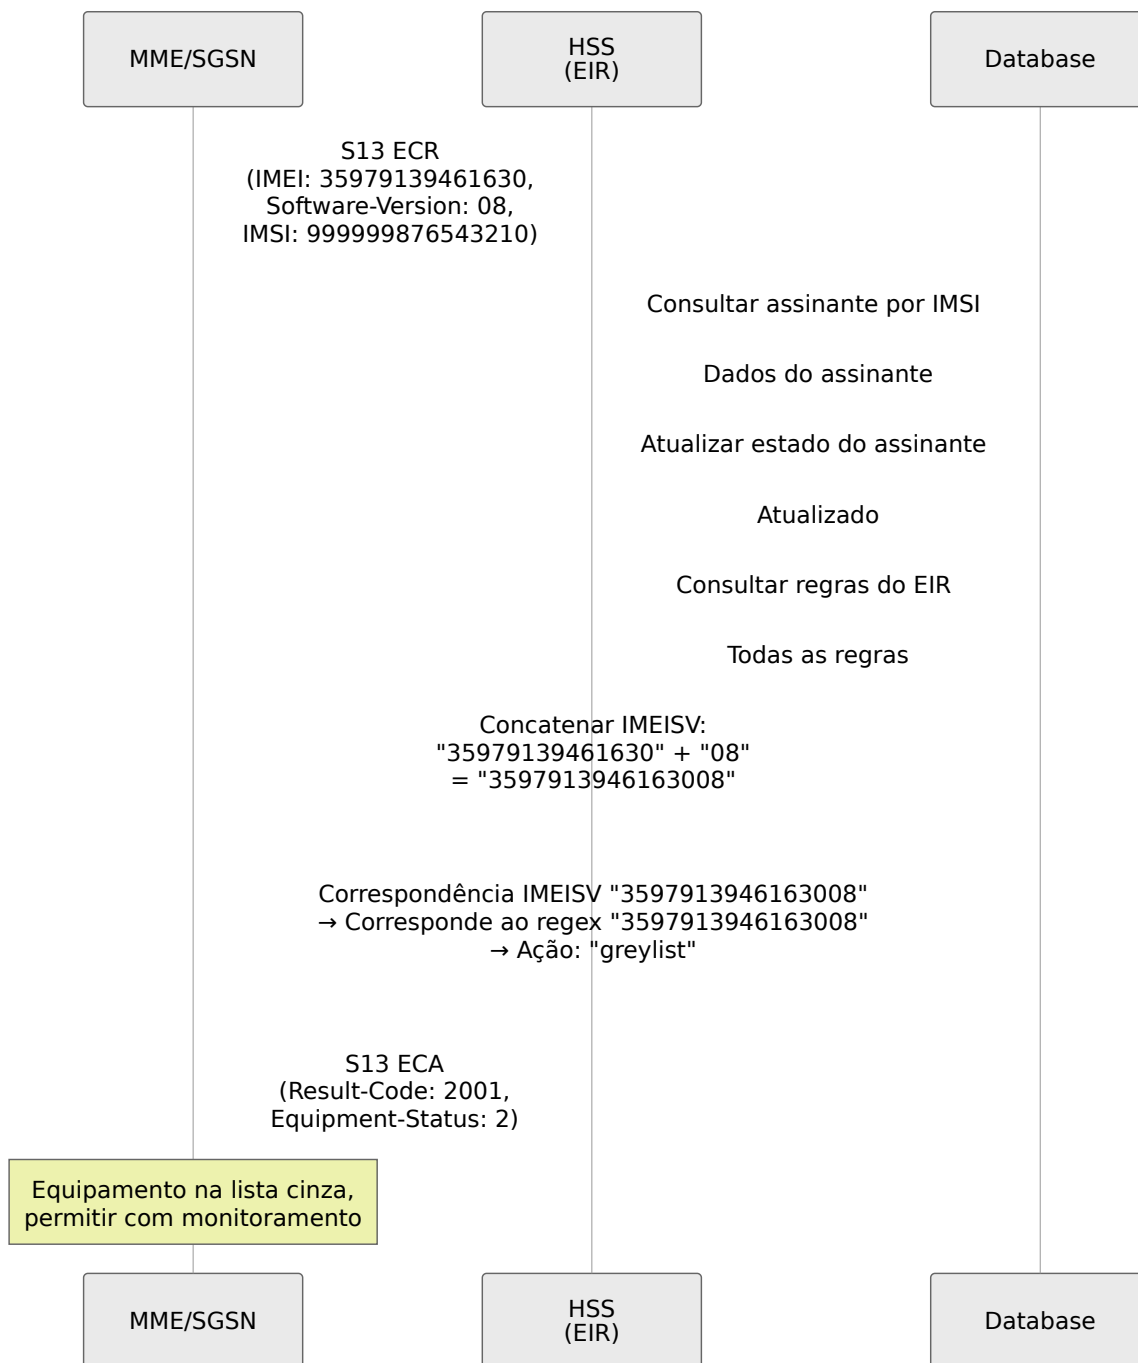 MME/SGSN
HSS
(EIR)
Database
S13 ECR
(IMEI: 35979139461630,
Software-Version: 08,
IMSI: 999999876543210)
Consultar assinante por IMSI
Dados do assinante
Atualizar estado do assinante
Atualizado
Consultar regras do EIR
Todas as regras
Concatenar IMEISV:
"35979139461630" + "08"
= "3597913946163008"
Correspondência IMEISV "3597913946163008"
→ Corresponde ao regex "3597913946163008"
→ Ação: "greylist"
S13 ECA
(Result-Code: 2001,
Equipment-Status: 2)
Equipamento na lista cinza,
permitir com monitoramento
MME/SGSN
HSS
(EIR)
Database